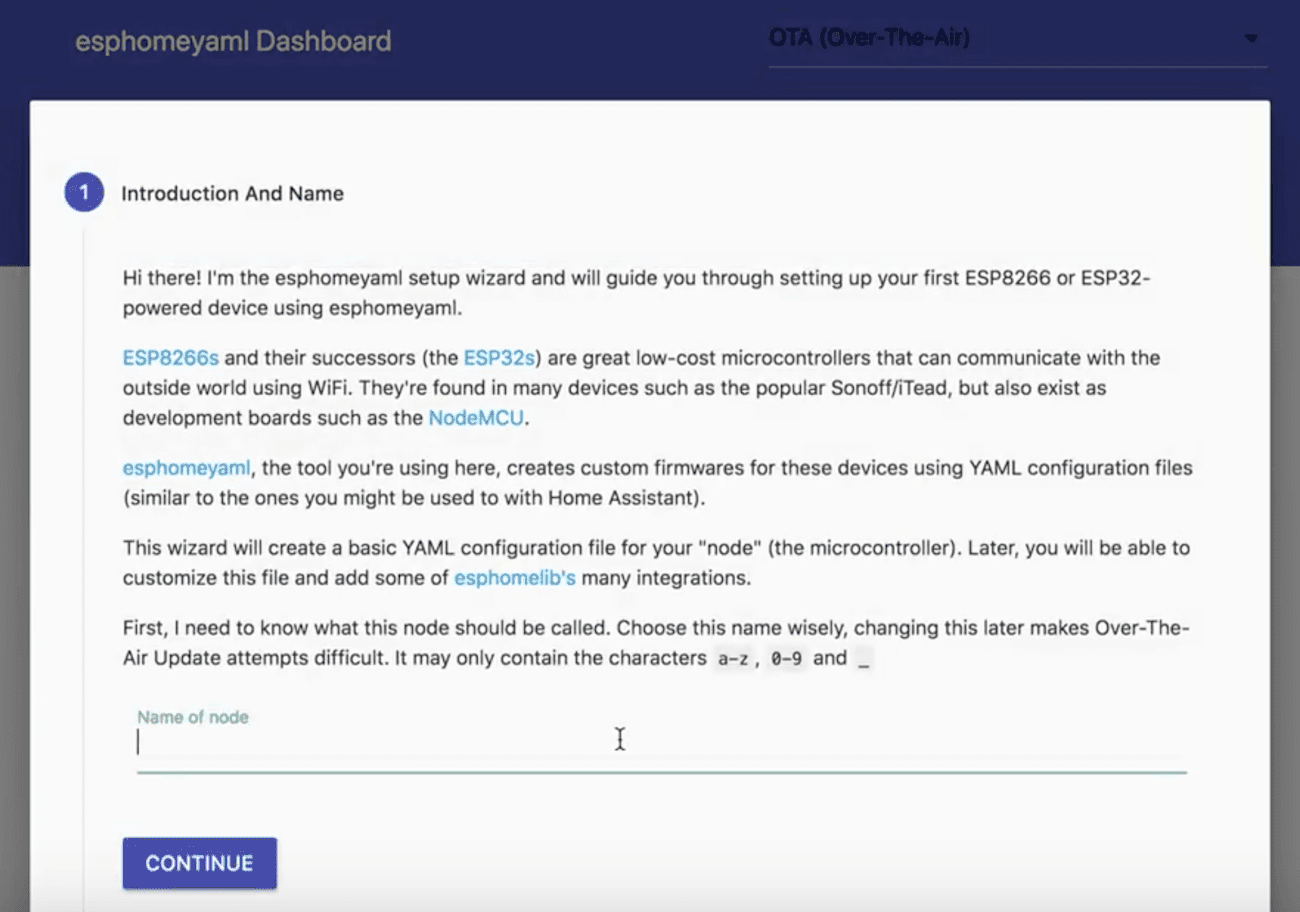 esphomeyaml Dashboard
OTA (Over-The-Air)
1
Introduction And Name
Hi there! I'm the esphomeyaml setup wizard and will guide you through setting up your first ESP8266 or ESP32-
powered device using esphomeyaml.
ESP8266s and their successors (the ESP32s) are great low-cost microcontrollers that can communicate with the
outside world using WiFi. They're found in many devices such as the popular Sonoff/iTead, but also exist as
development boards such as the NodeMCU.
esphomeyaml, the tool you're using here, creates custom firmwares for these devices using YAML configuration files
(similar to the ones you might be used to with Home Assistant).
This wizard will create a basic YAML configuration file for your "node" (the microcontroller). Later, you will be able to
customize this file and add some of esphomelib's many integrations.
First, I need to know what this node should be called. Choose this name wisely, changing this later makes Over-The-
Air Update attempts difficult. It may only contain the characters a-z, 0-9 and _
Name of node
CONTINUE